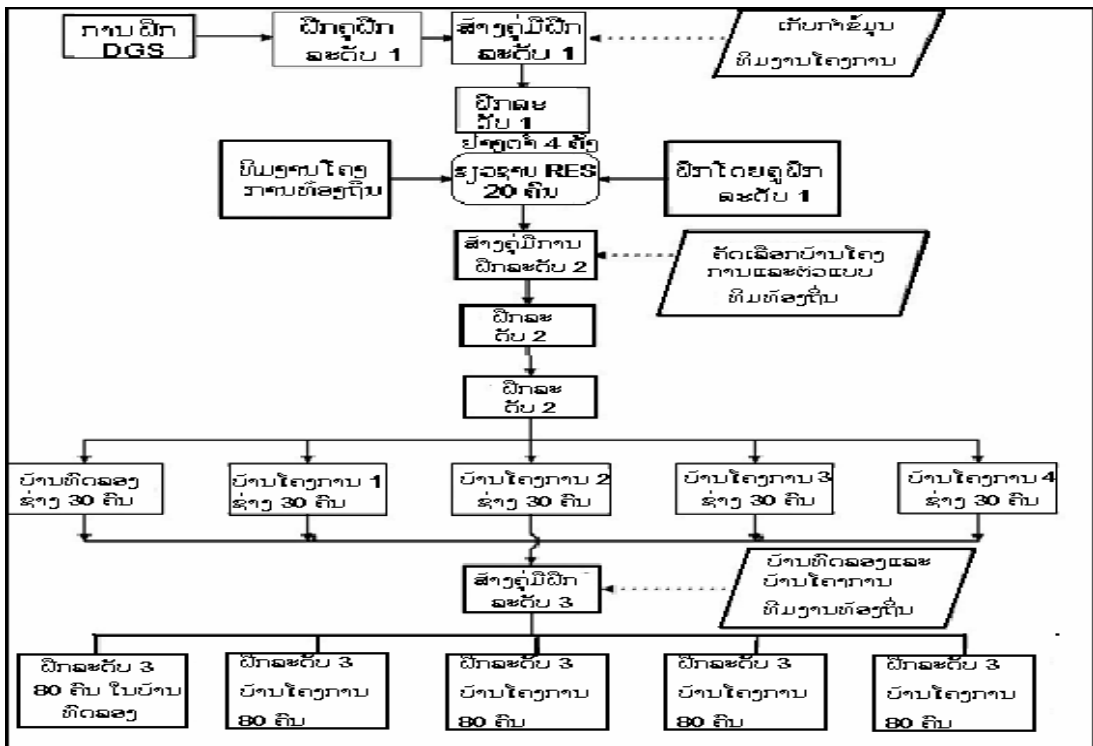 ການ ຝຶກ
DGS
ຝຶກຄູຝຶກ
ລະດັບ 1
ສ້າງຄູ່ມືຝຶກ
ລະດັບ 1
ເກັບກຳຂໍ້ມູນ
ທີມງານໂຄງການ
ຝຶກລະ
ດັບ 1
ຢ່າງຕ່ຳ 4 ຄັ້ງ
ທີມງານໂຄງ
ການທ້ອງຖິ່ນ
ຊ່ຽວຊານ RES
20 ຄົນ
ຝຶກໂດຍຄູຝຶກ
ລະດັບ 1
ສ້າງຄູ່ມືການ
ຝຶກລະດັບ 2
ຄັດເລືອກບ້ານໂຄງ
ການແລະຕົວແບບ
ທີມທ້ອງຖິ່ນ
ຝຶກລະ
ດັບ 2
ຝຶກລະ
ດັບ 2
ບ້ານທົດລອງ
ຊ່າງ 30 ຄົນ
ບ້ານໂຄງການ 1
ຊ່າງ 30 ຄົນ
ບ້ານໂຄງການ 2
ຊ່າງ 30 ຄົນ
ບ້ານໂຄງການ 3
ຊ່າງ 30 ຄົນ
ບ້ານໂຄງການ 4
ຊ່າງ 30 ຄົນ
ສ້າງຄູ່ມືຝຶກ
ລະດັບ 3
ບ້ານທົດລອງແລະ
ບ້ານໂຄງການ
ທີມງານທ້ອງຖິ່ນ
ຝຶກລະດັບ 3
80 ຄົນ ໃນບ້ານ
ທົດລອງ
ຝຶກລະດັບ 3
ບ້ານໂຄງການ
80 ຄົນ
ຝຶກລະດັບ 3
ບ້ານໂຄງການ
80 ຄົນ
ຝຶກລະດັບ 3
ບ້ານໂຄງການ
80 ຄົນ
ຝຶກລະດັບ 3
ບ້ານໂຄງການ
80 ຄົນ